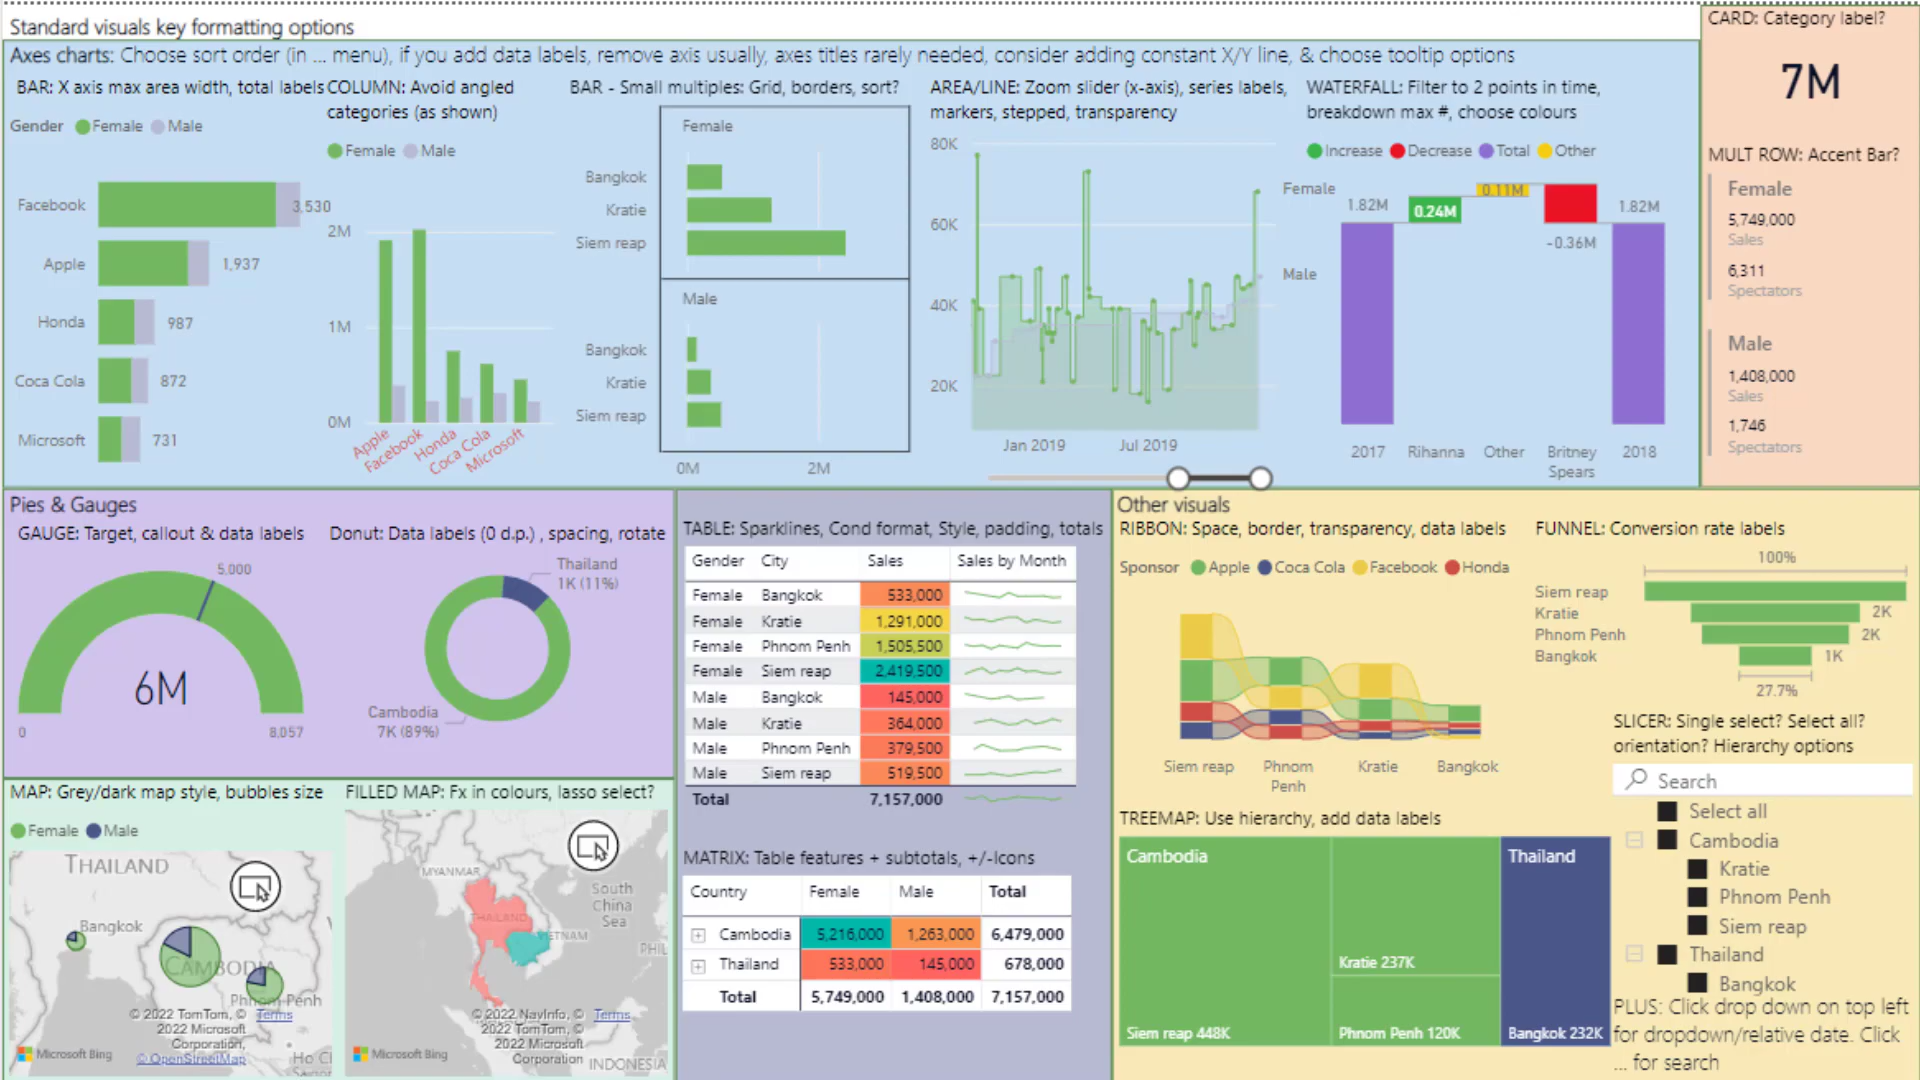 Standard visuals key formatting options
Axes charts: Choose sort order (in ... menu), if you add data labels, remove axis usually, axes titles rarely needed, consider adding constant X/Y line, & choose tooltip options
BAR: X axis max area width, total labels
Gender Female Male
Facebook 3,530
Apple 1,937
Honda 987
Coca Cola 872
Microsoft 731
COLUMN: Avoid angled
categories (as shown)
Female Male
2M
1M
0M
Apple
Facebook
Honda
Coca Cola
Microsoft
BAR - Small multiples: Grid, borders, sort?
Female
Bangkok
Kratie
Siem reap
Male
Bangkok
Kratie
Siem reap
0M 2M
AREA/LINE: Zoom slider (x-axis), series labels,
markers, stepped, transparency
80K
60K
40K
20K
Female
Male
Jan 2019 Jul 2019
WATERFALL: Filter to 2 points in time,
breakdown max #, choose colours
Increase Decrease Total Other
1.82M
0.24M
0.11M
-0.36M
1.82M
2017 Rihanna Other Britney
Spears 2018
CARD: Category label?
7M
MULT ROW: Accent Bar?
Female
5,749,000
Sales
6,311
Spectators
Male
1,408,000
Sales
1,746
Spectators
Pies & Gauges
GAUGE: Target, callout & data labels
5,000
6M
0 8,057
Donut: Data labels (0 d.p.) , spacing, rotate
Thailand
1K (11%)
Cambodia
7K (89%)
MAP: Grey/dark map style, bubbles size
Female Male
THAILAND
Bangkok
CAMBODIA
Phnom Penh
© 2022 TomTom, © Terms
2022 Microsoft
Corporation,
Microsoft Bing © OpenStreetMap
FILLED MAP: Fx in colours, lasso select?
MYANMAR
THAILAND
VIETNAM
South
China
Sea
PHIL
© 2022 NavInfo, © Terms
2022 TomTom, ©
2022 Microsoft
Microsoft Bing Corporation
INDONESIA
TABLE: Sparklines, Cond format, Style, padding, totals
Gender City Sales Sales by Month
Female Bangkok 533,000
Female Kratie 1,291,000
Female Phnom Penh 1,505,500
Female Siem reap 2,419,500
Male Bangkok 145,000
Male Kratie 364,000
Male Phnom Penh 379,500
Male Siem reap 519,500
Total 7,157,000
MATRIX: Table features + subtotals, +/-Icons
Country Female Male Total
Cambodia 5,216,000 1,263,000 6,479,000
Thailand 533,000 145,000 678,000
Total 5,749,000 1,408,000 7,157,000
Other visuals
RIBBON: Space, border, transparency, data labels
Sponsor Apple Coca Cola Facebook Honda
Siem reap Phnom
Penh Kratie Bangkok
FUNNEL: Conversion rate labels
100%
Siem reap
Kratie 2K
Phnom Penh 2K
Bangkok 1K
27.7%
TREEMAP: Use hierarchy, add data labels
Cambodia Thailand
Kratie 237K
Siem reap 448K Phnom Penh 120K Bangkok 232K
SLICER: Single select? Select all?
orientation? Hierarchy options
Search
Select all
Cambodia
Kratie
Phnom Penh
Siem reap
Thailand
Bangkok
PLUS: Click drop down on top left
for dropdown/relative date. Click
... for search